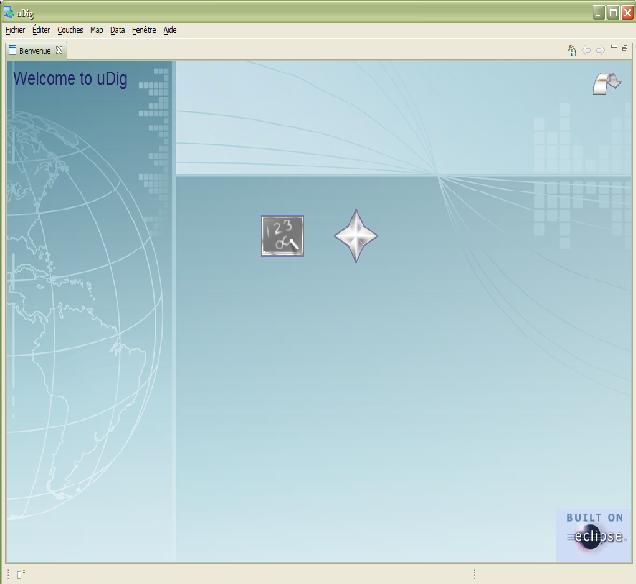 uDig
Fichier Éditer Couches Map Data Fenêtre Aide
Bienvenue
Welcome to uDig
123
BUILT ON
eclipse